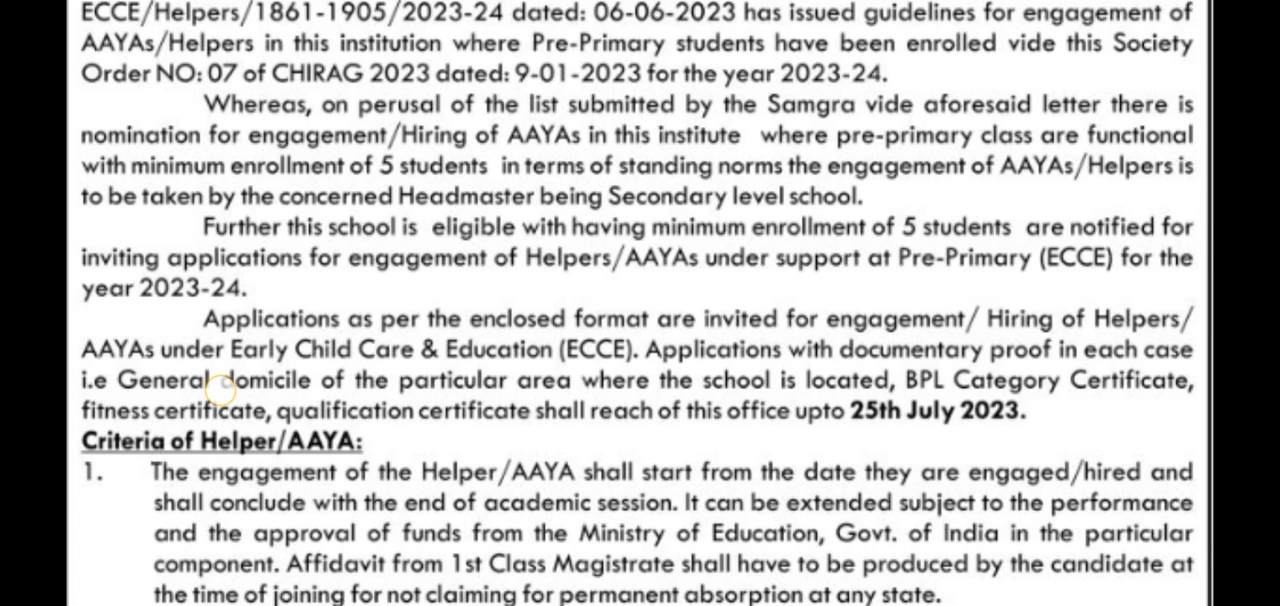 ECCE/Helpers/1861-1905/2023-24 dated: 06-06-2023 has issued guidelines for engagement of
AAYAs/Helpers in this institution where Pre-Primary students have been enrolled vide this Society
Order NO: 07 of CHIRAG 2023 dated: 9-01-2023 for the year 2023-24.
Whereas, on perusal of the list submitted by the Samgra vide aforesaid letter there is
nomination for engagement/Hiring of AAYAs in this institute where pre-primary class are functional
with minimum enrollment of 5 students in terms of standing norms the engagement of AAYAs/Helpers is
to be taken by the concerned Headmaster being Secondary level school.
Further this school is eligible with having minimum enrollment of 5 students are notified for
inviting applications for engagement of Helpers/AAYAs under support at Pre-Primary (ECCE) for the
year 2023-24.
Applications as per the enclosed format are invited for engagement/ Hiring of Helpers/
AAYAs under Early Child Care & Education (ECCE). Applications with documentary proof in each case
i.e General domicile of the particular area where the school is located, BPL Category Certificate,
fitness certificate, qualification certificate shall reach of this office upto 25th July 2023.
Criteria of Helper/AAYA:
1. The engagement of the Helper/AAYA shall start from the date they are engaged/hired and
shall conclude with the end of academic session. It can be extended subject to the performance
and the approval of funds from the Ministry of Education, Govt. of India in the particular
component. Affidavit from 1st Class Magistrate shall have to be produced by the candidate at
the time of joining for not claiming for permanent absorption at any state.